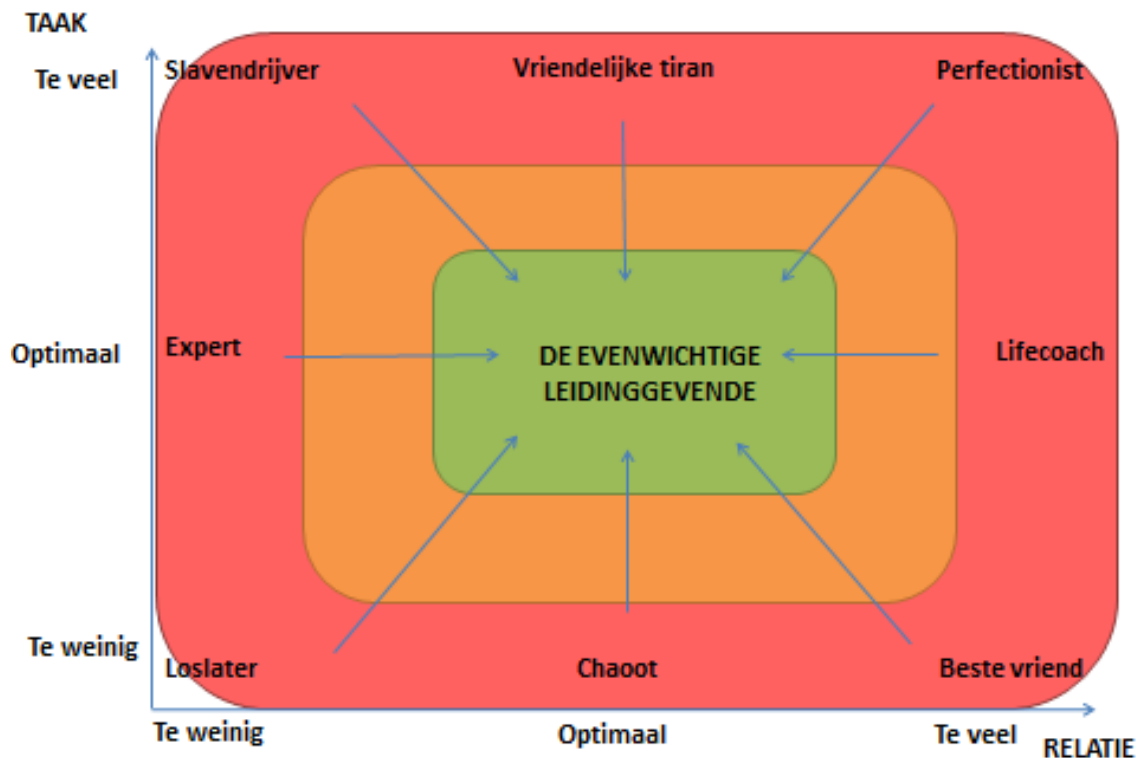 TAAK
Te veel
Slavendrijver
Vriendelijke tiran
Perfectionist
Optimaal
Expert
DE EVENWICHTIGE
LEIDINGGEVENDE
Lifecoach
Te weinig
Loslater
Chaoot
Beste vriend
Te weinig
Optimaal
Te veel
RELATIE